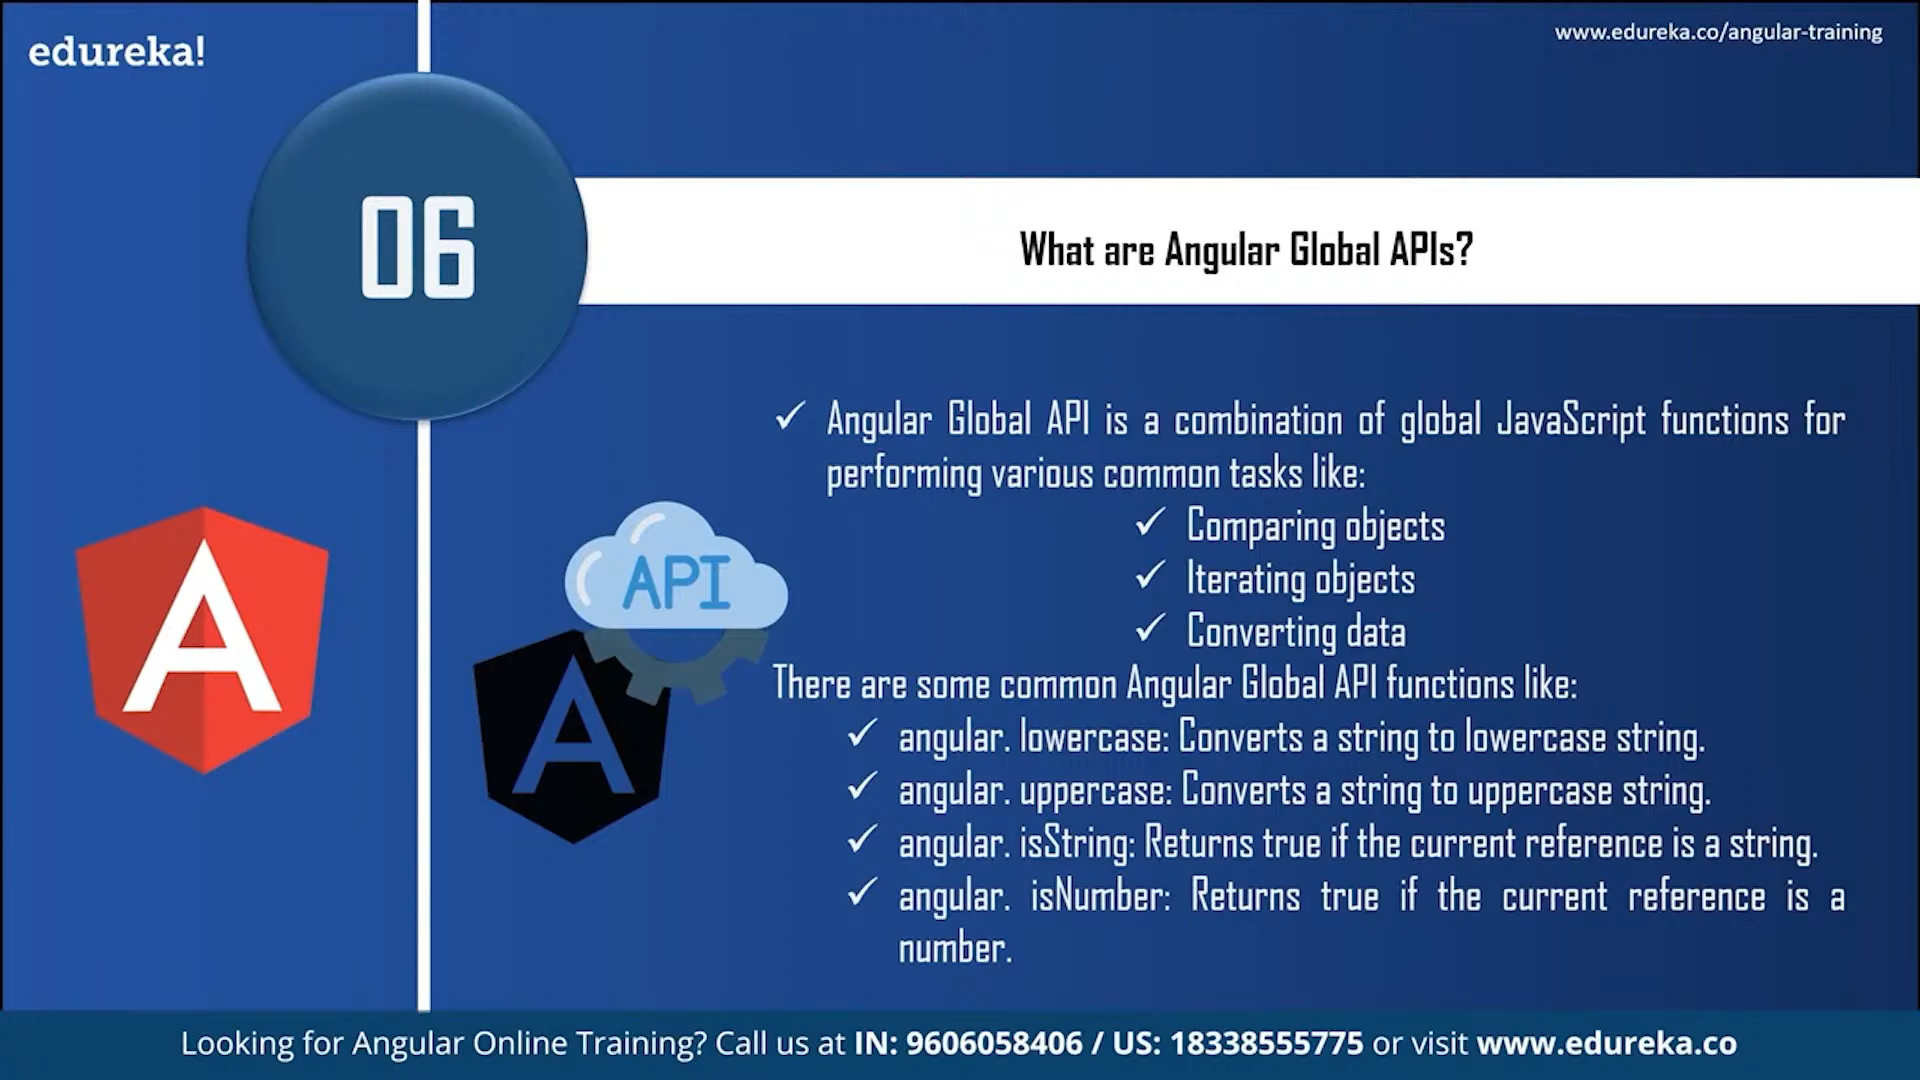 edureka!
www.edureka.co/angular-training
06
What are Angular Global APIs?
✓ Angular Global API is a combination of global JavaScript functions for
performing various common tasks like:
✓ Comparing objects
✓ Iterating objects
✓ Converting data
API
There are some common Angular Global API functions like:
✓ angular. lowercase: Converts a string to lowercase string.
✓ angular. uppercase: Converts a string to uppercase string.
✓ angular. isString: Returns true if the current reference is a string.
✓ angular. isNumber: Returns true if the current reference is a
number.
A
A
Looking for Angular Online Training? Call us at IN: 9606058406 / US: 18338555775 or visit www.edureka.co